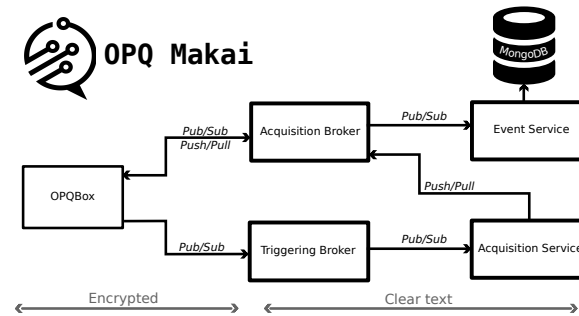 OPQ Makai
MongoDB
Pub/Sub
Push/Pull
Acquisition Broker
Pub/Sub
Event Service
OPQBox
Push/Pull
Pub/Sub
Triggering Broker
Pub/Sub
Acquisition Service
Encrypted
Clear text